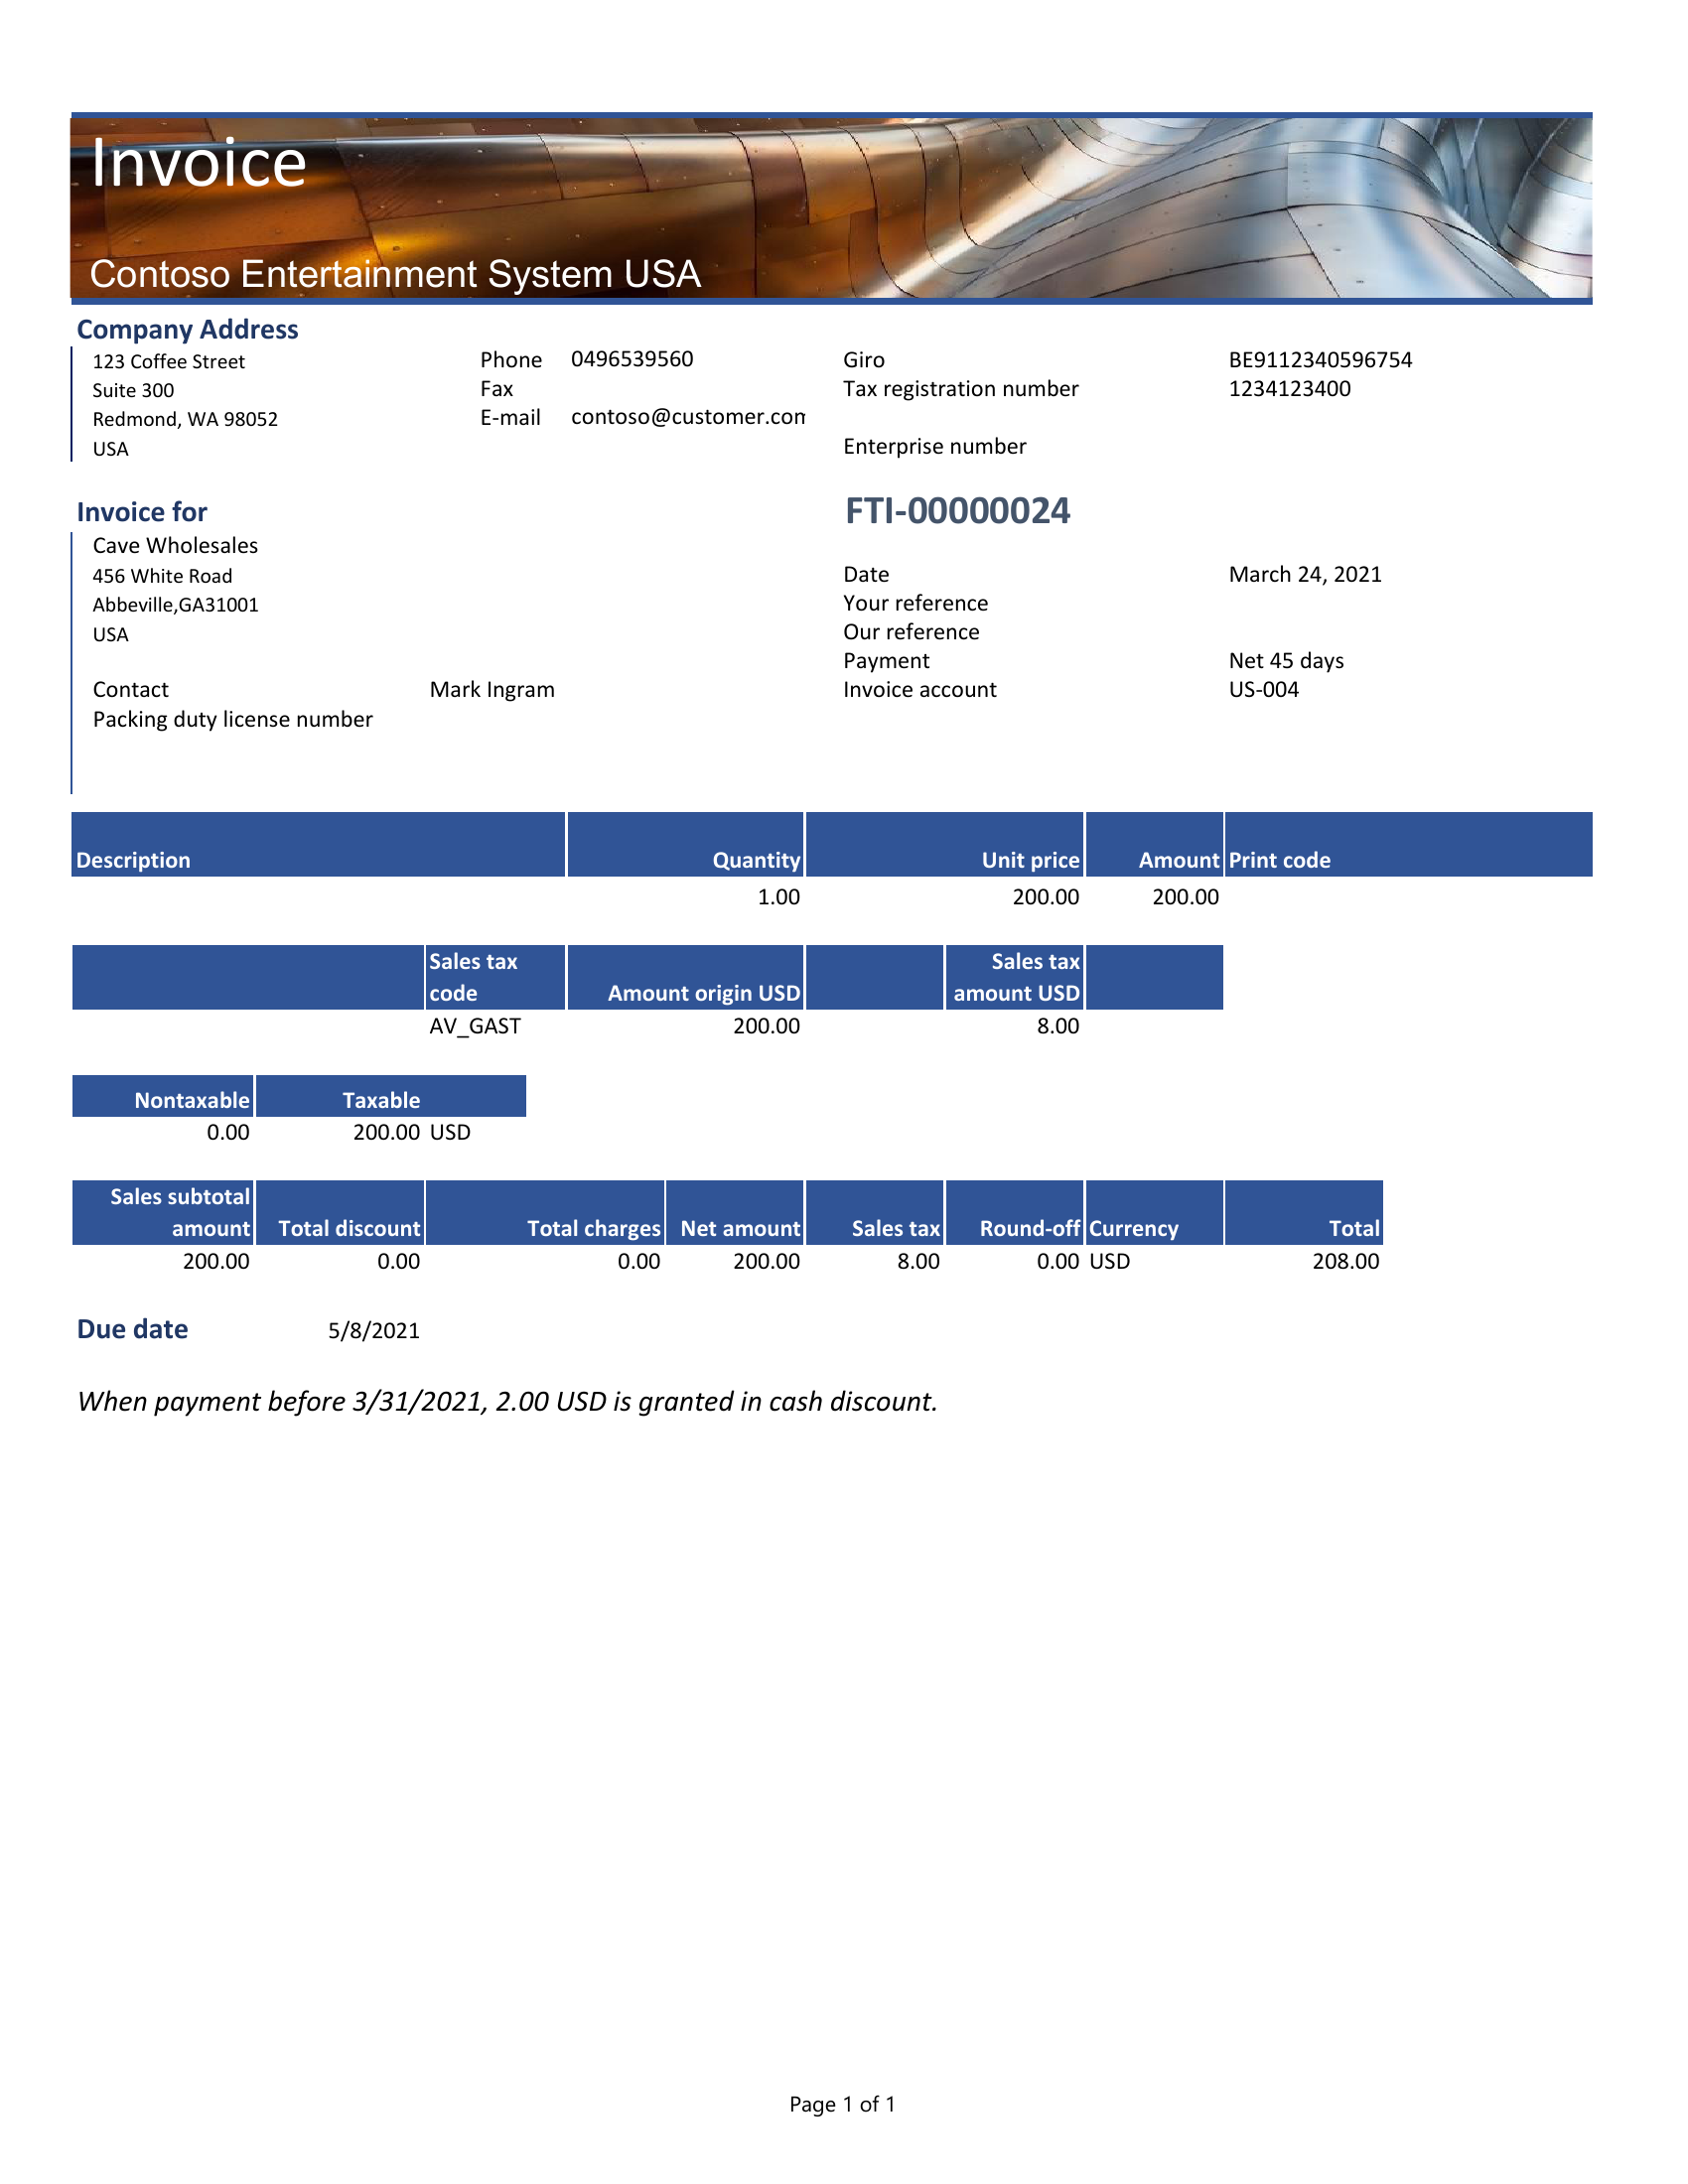 Invoice
Contoso Entertainment System USA
Company Address
123 Coffee Street
Suite 300
Redmond, WA 98052
USA
Phone 0496539560
Fax
E-mail contoso@customer.com
Giro BE9112340596754
Tax registration number 1234123400
Enterprise number
Invoice for
Cave Wholesales
456 White Road
Abbeville,GA31001
USA
Contact Mark Ingram
Packing duty license number
FTI-00000024
Date March 24, 2021
Your reference
Our reference
Payment Net 45 days
Invoice account US-004
Description Quantity Unit price Amount Print code
1.00 200.00 200.00
Sales tax code Amount origin USD Sales tax amount USD
AV_GAST 200.00 8.00
Nontaxable Taxable
0.00 200.00 USD
Sales subtotal amount Total discount Total charges Net amount Sales tax Round-off Currency Total
200.00 0.00 0.00 200.00 8.00 0.00 USD 208.00
Due date 5/8/2021
When payment before 3/31/2021, 2.00 USD is granted in cash discount.
Page 1 of 1